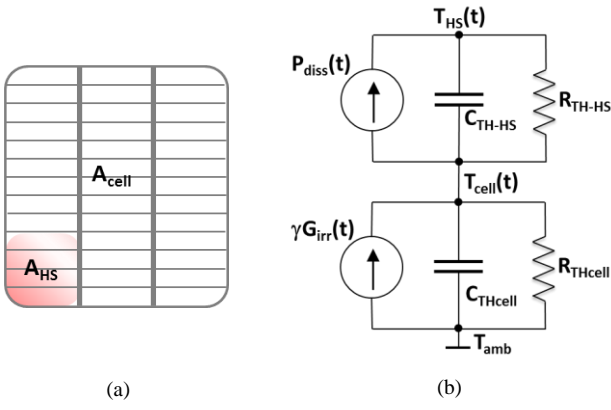 A_cell
A_HS
(a)
T_HS(t)
P_diss(t)
C_TH-HS
R_TH-HS
T_cell(t)
γG_irr(t)
C_THcell
R_THcell
T_amb
(b)